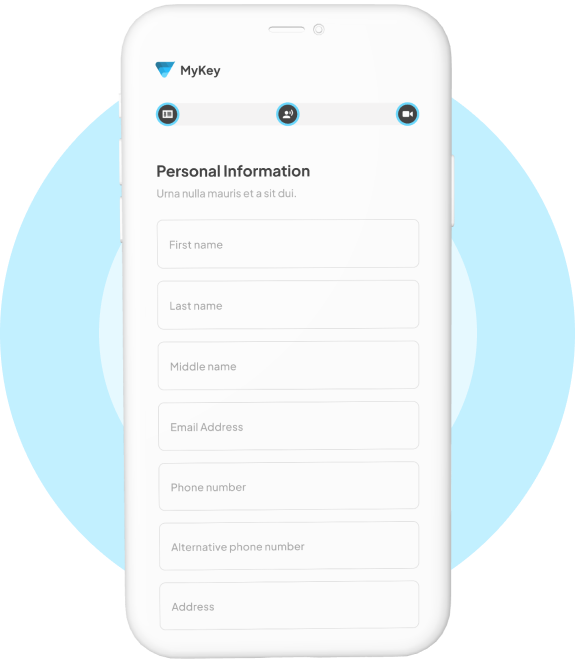 MyKey
Personal Information
Urna nulla mauris et a sit dui.
First name
Last name
Middle name
Email Address
Phone number
Alternative phone number
Address